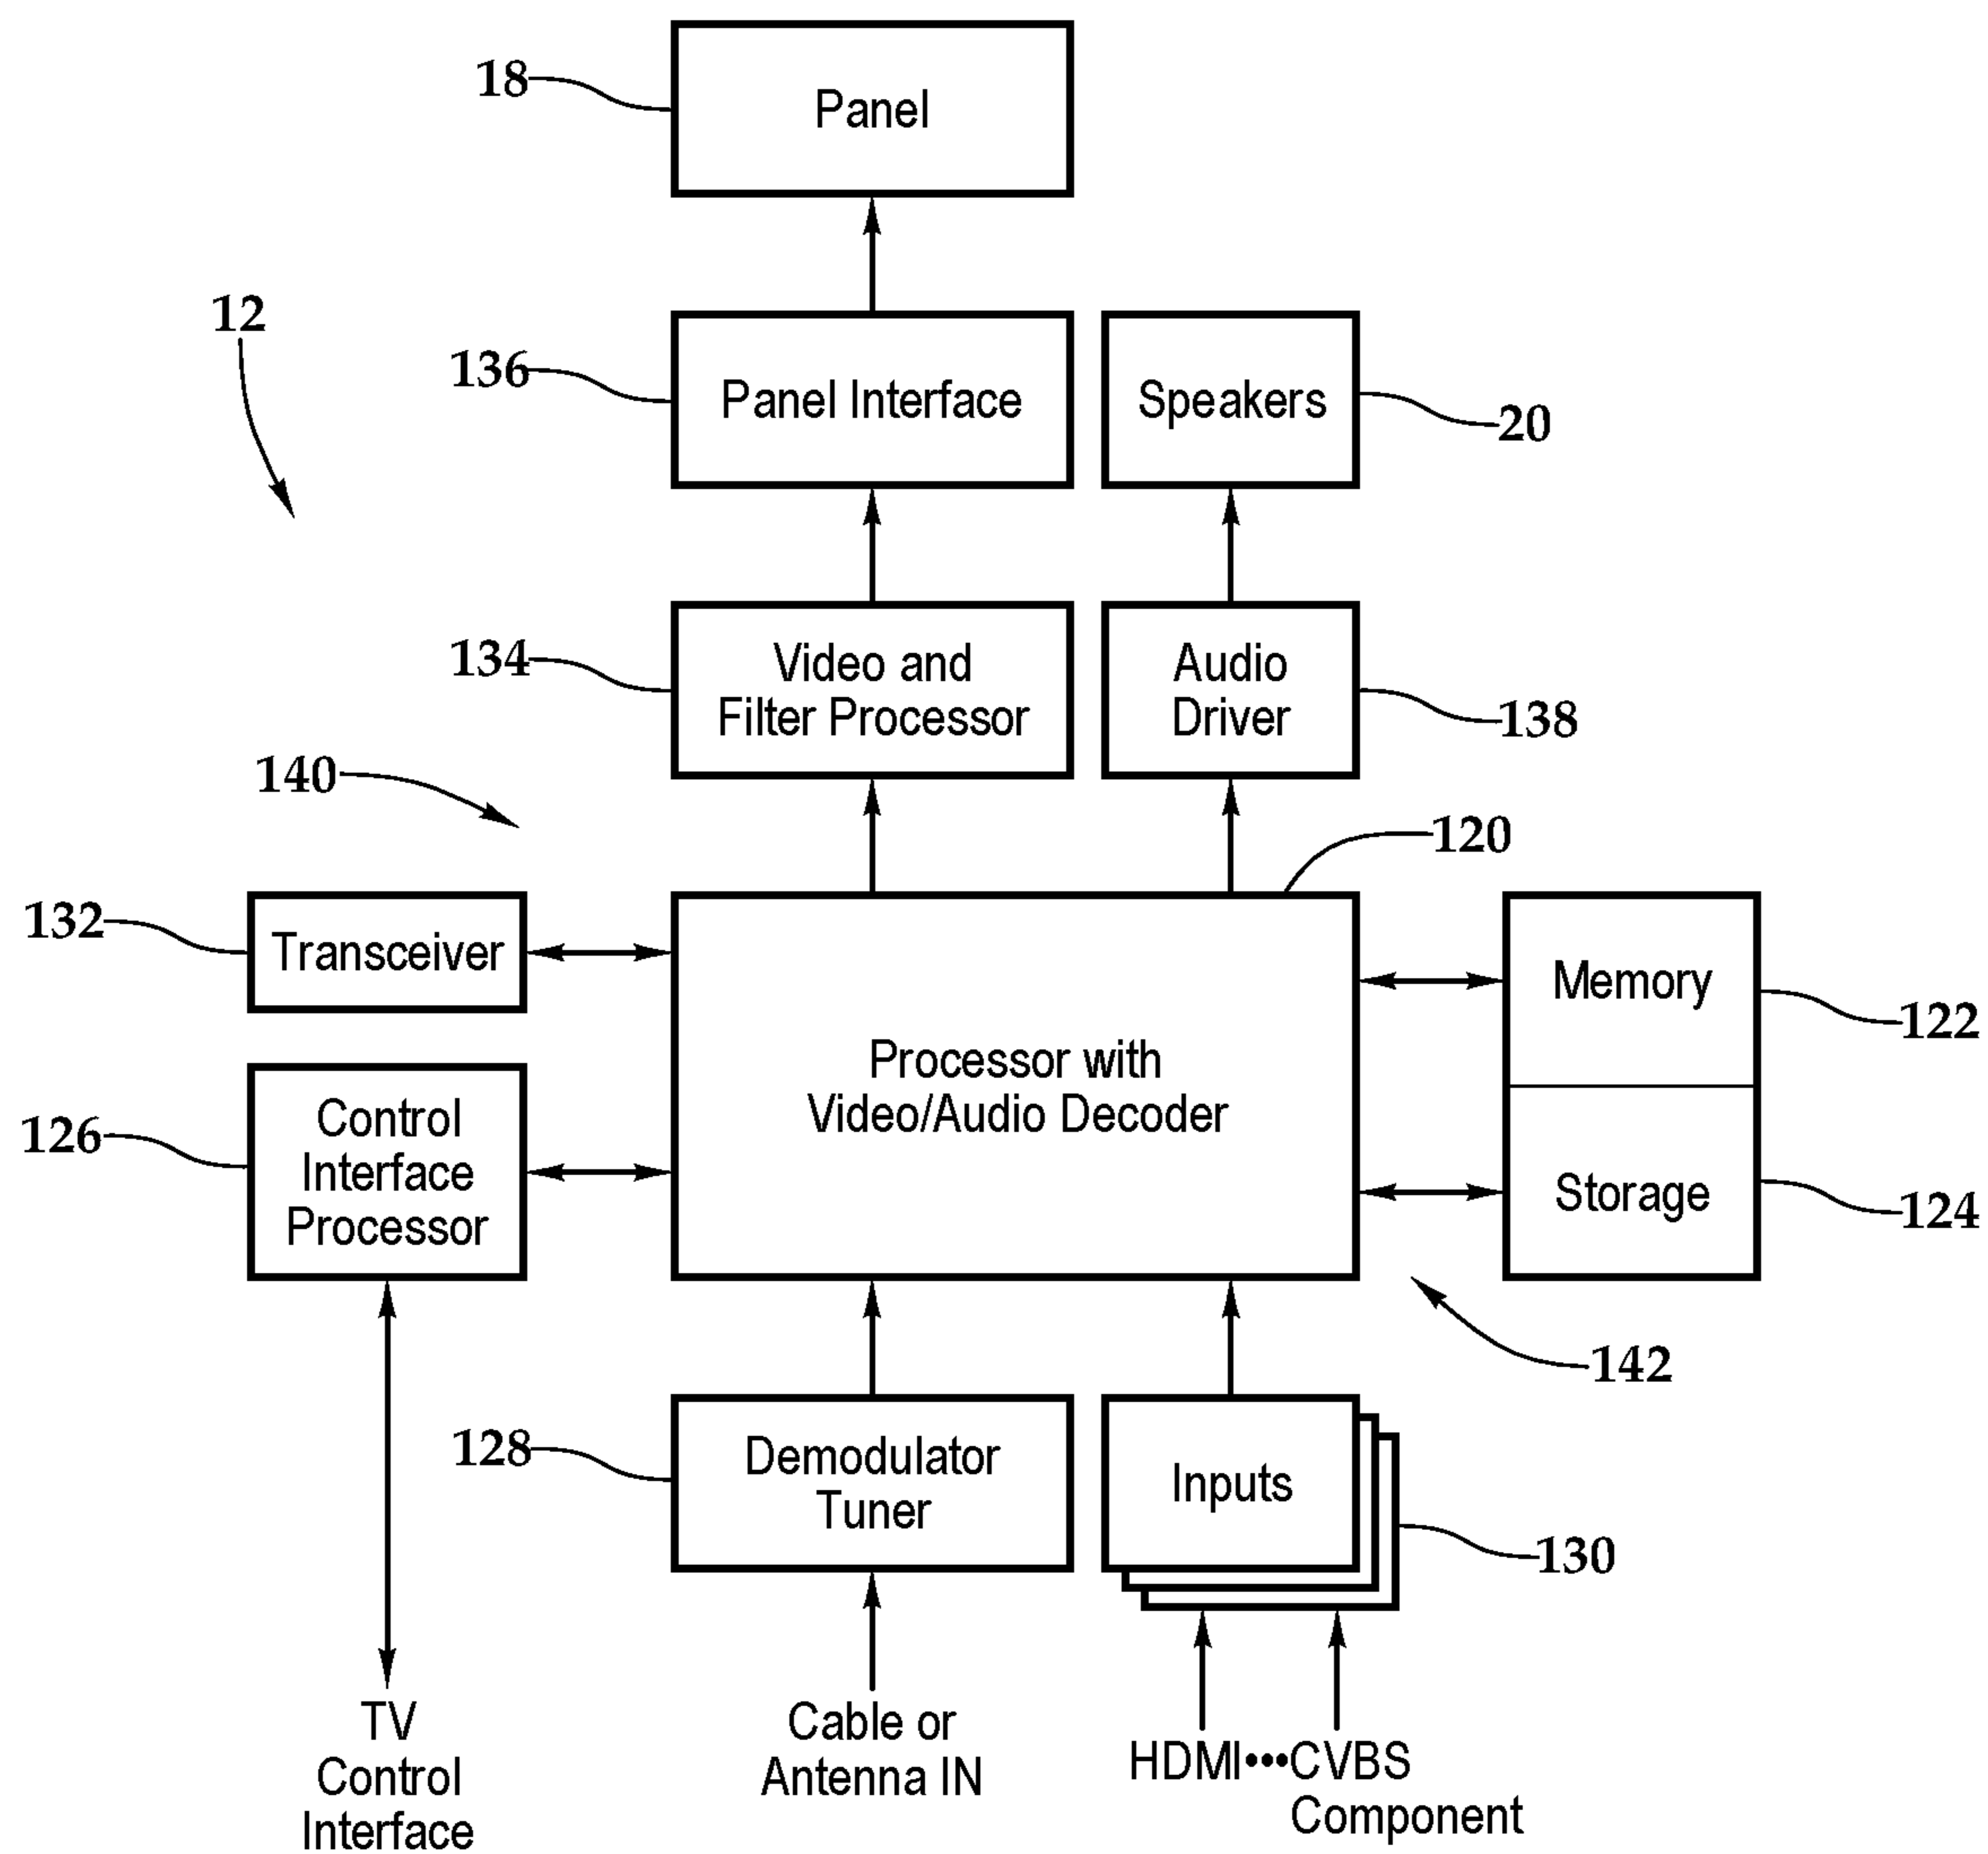 18
Panel
12
136
Panel Interface
Speakers
20
134
Video and
Filter Processor
Audio
Driver
138
140
120
132
Transceiver
Memory
122
Processor with
Video/Audio Decoder
126
Control
Interface
Processor
Storage
124
142
128
Demodulator
Tuner
Inputs
130
TV
Control
Interface
Cable or
Antenna IN
HDMI•••CVBS
Component